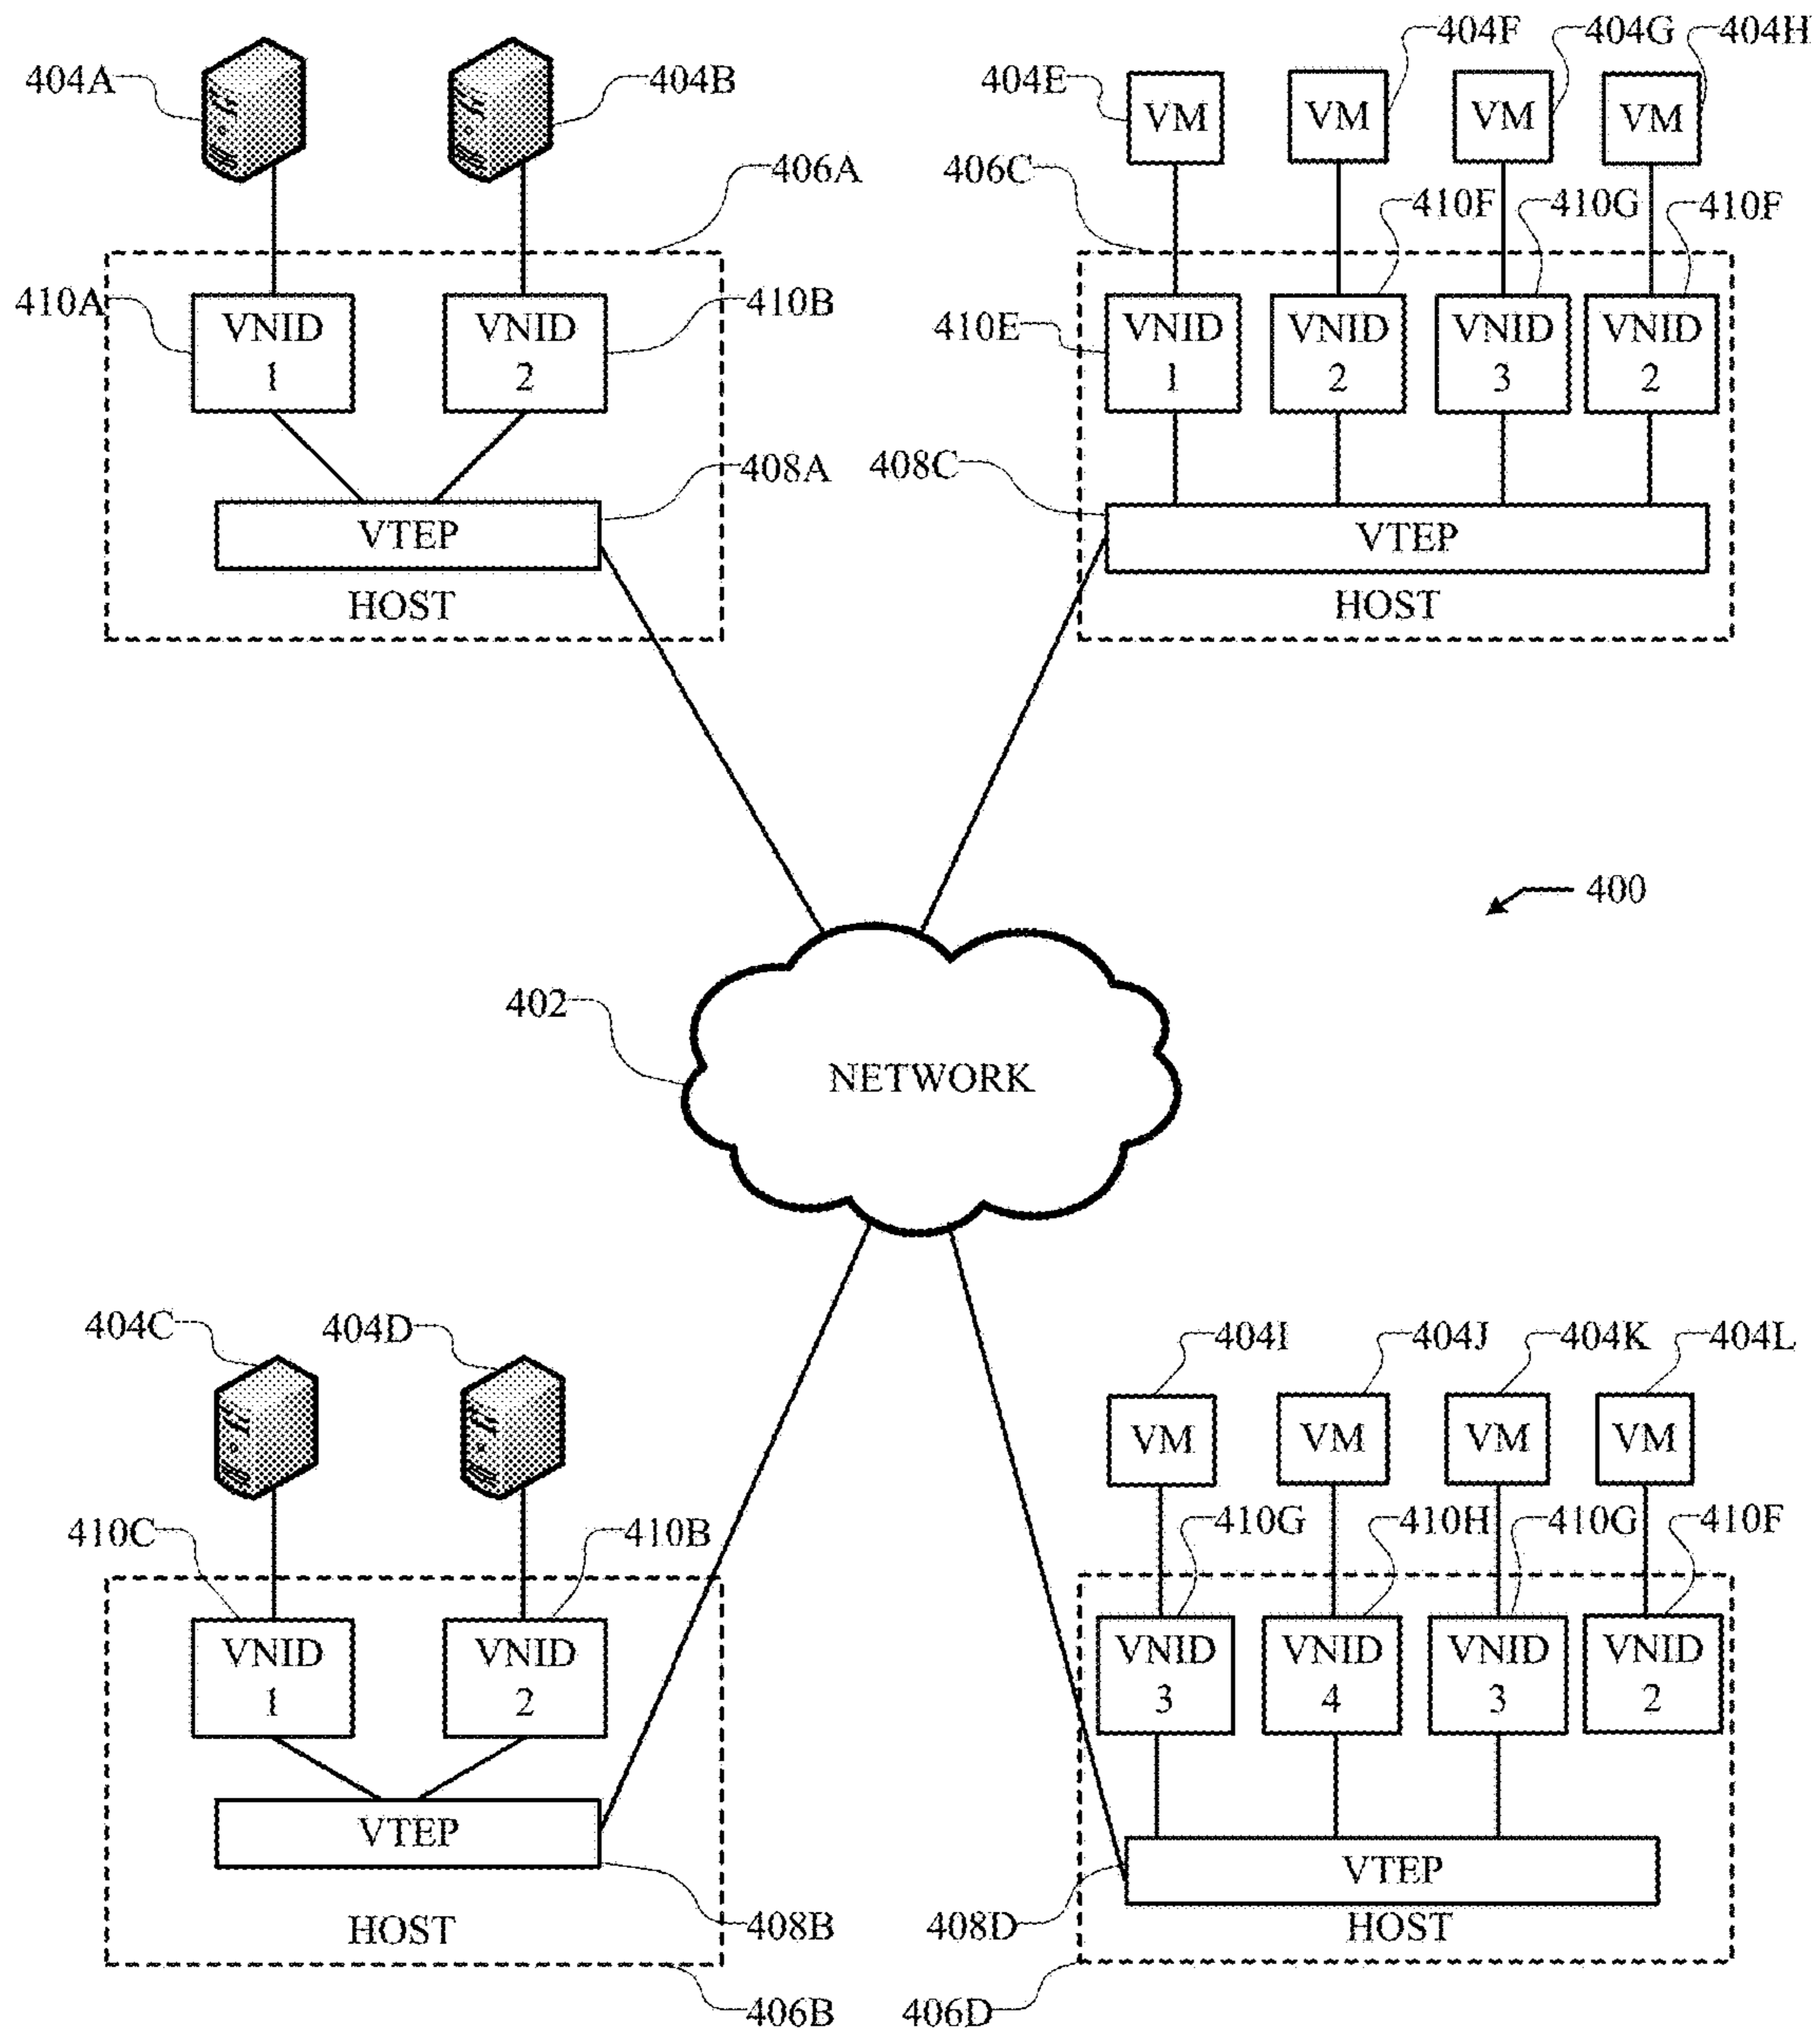 404A
404B
404E
404F
404G
404H
VM
VM
VM
VM
406A
406C
410F
410G
410F
410A
VNID
1
VNID
2
410B
410E
VNID
1
VNID
2
VNID
3
VNID
2
408A
408C
VTEP
VTEP
HOST
HOST
400
402
NETWORK
404C
404D
404I
404J
404K
404L
VM
VM
VM
VM
410C
410B
410G
410H
410G
410F
VNID
1
VNID
2
VNID
3
VNID
4
VNID
3
VNID
2
VTEP
VTEP
HOST
408B
408D
HOST
406B
406D